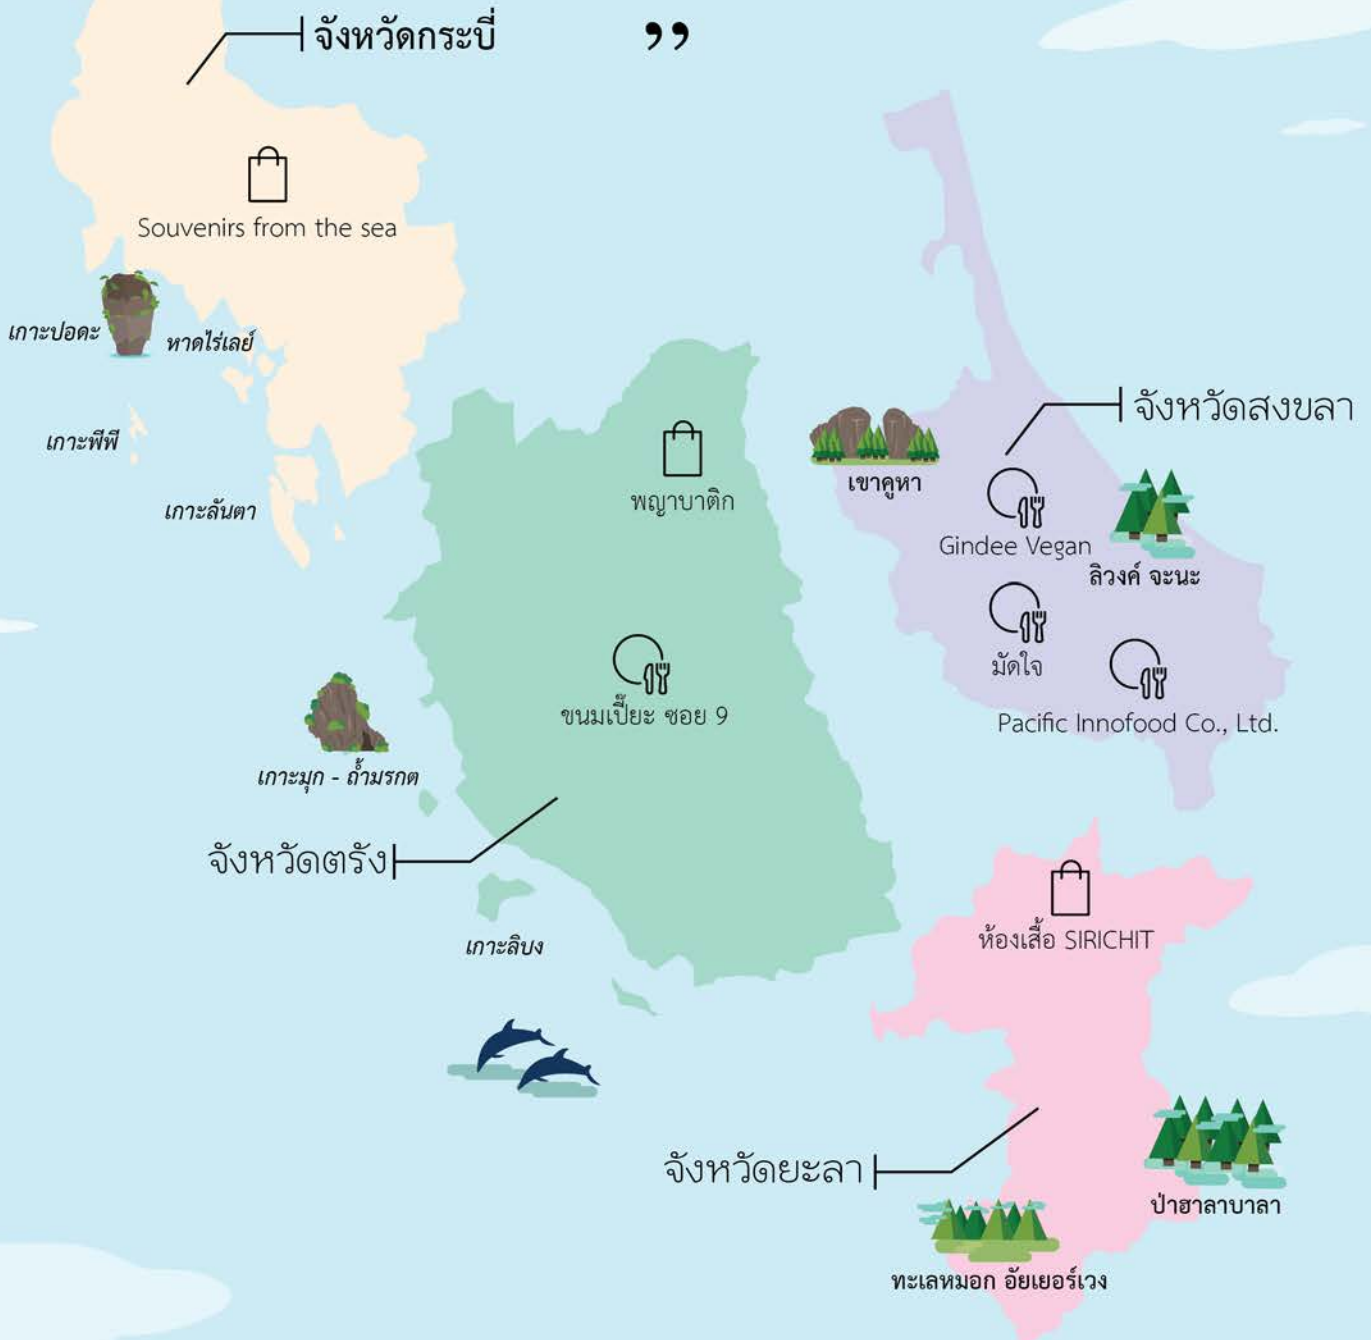 จังหวัดกระบี่
”
Souvenirs from the sea
เกาะปอดะ
หาดไร่เลย์
เกาะพีพี
เกาะลันตา
จังหวัดสงขลา
เขาคูหา
Gindee Vegan
ลิวงค์ จะนะ
มัดใจ
Pacific Innofood Co., Ltd.
พญาบาติก
ขนมเปี๊ยะ ซอย 9
เกาะมุก - ถ้ำมรกต
จังหวัดตรัง
เกาะลิบง
ห้องเสื้อ SIRICHIT
จังหวัดยะลา
ป่าฮาลาบาลา
ทะเลหมอก อัยเยอร์เวง